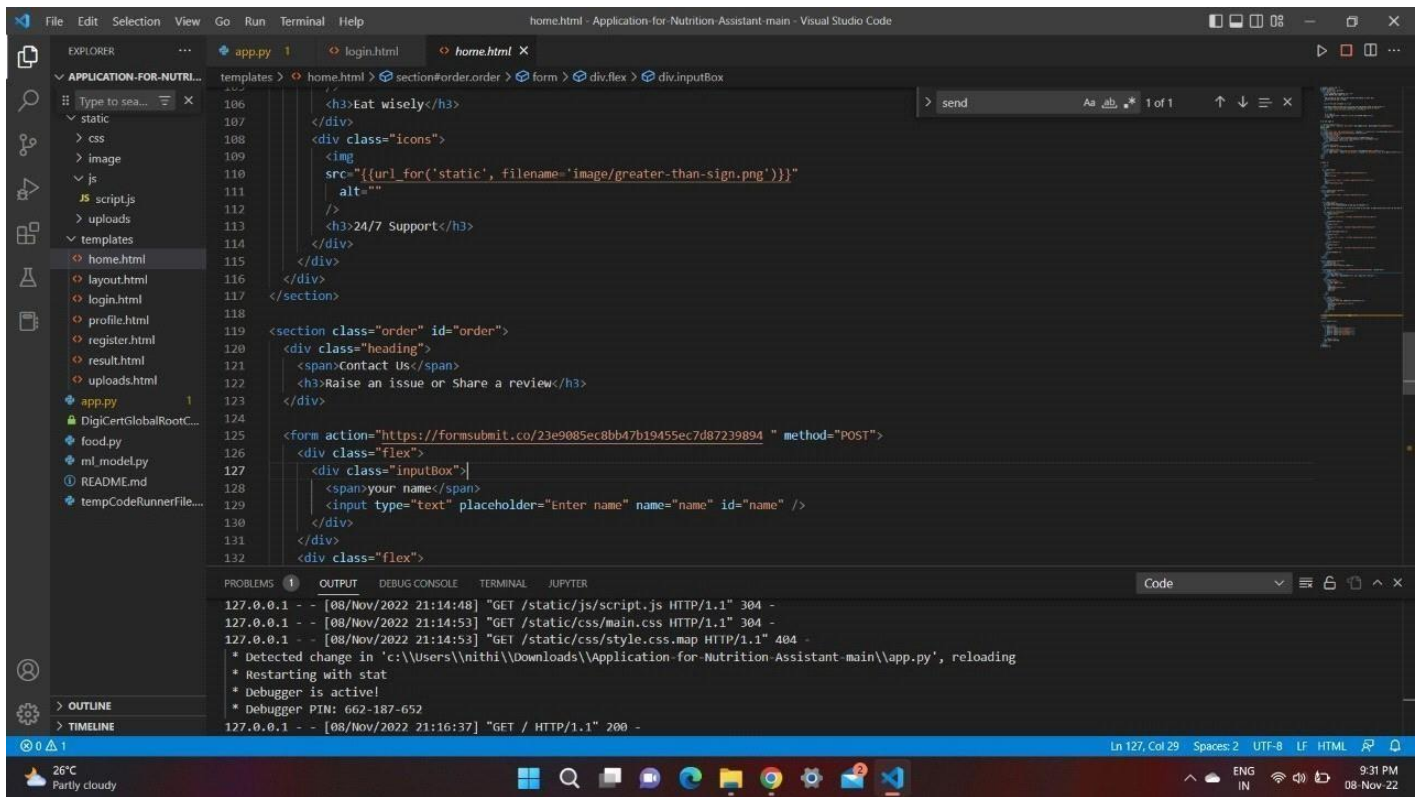 File Edit Selection View Go Run Terminal Help
home.html - Application-for-Nutrition-Assistant-main - Visual Studio Code
EXPLORER
APPLICATION-FOR-NUTRI...
Type to sea...
static
css
image
js
JS script.js
uploads
templates
home.html
layout.html
login.html
profile.html
register.html
result.html
uploads.html
app.py 1
DigiCertGlobalRootC...
food.py
ml_model.py
README.md
tempCodeRunnerFile....
OUTLINE
TIMELINE
app.py 1 login.html home.html
templates > home.html > section#order.order > form > div.flex > div.inputBox
send Aa ab 1 of 1
105 />
106 <h3>Eat wisely</h3>
107 </div>
108 <div class="icons">
109 <img
110 src="{{url_for('static', filename='image/greater-than-sign.png')}}"
111 alt=""
112 />
113 <h3>24/7 Support</h3>
114 </div>
115 </div>
116 </div>
117 </section>
118
119 <section class="order" id="order">
120 <div class="heading">
121 <span>Contact Us</span>
122 <h3>Raise an issue or Share a review</h3>
123 </div>
124
125 <form action="https://formsubmit.co/23e9085ec8bb47b19455ec7d87239894 " method="POST">
126 <div class="flex">
127 <div class="inputBox">
128 <span>your name</span>
129 <input type="text" placeholder="Enter name" name="name" id="name" />
130 </div>
131 </div>
132 <div class="flex">
PROBLEMS 1 OUTPUT DEBUG CONSOLE TERMINAL JUPYTER Code
127.0.0.1 - - [08/Nov/2022 21:14:48] "GET /static/js/script.js HTTP/1.1" 304 -
127.0.0.1 - - [08/Nov/2022 21:14:53] "GET /static/css/main.css HTTP/1.1" 304 -
127.0.0.1 - - [08/Nov/2022 21:14:53] "GET /static/css/style.css.map HTTP/1.1" 404 -
* Detected change in 'c:\\Users\\nithi\\Downloads\\Application-for-Nutrition-Assistant-main\\app.py', reloading
* Restarting with stat
* Debugger is active!
* Debugger PIN: 662-187-652
127.0.0.1 - - [08/Nov/2022 21:16:37] "GET / HTTP/1.1" 200 -
0 1 Ln 127, Col 29 Spaces: 2 UTF-8 LF HTML
26°C
Partly cloudy
2
ENG
IN
9:31 PM
08-Nov-22